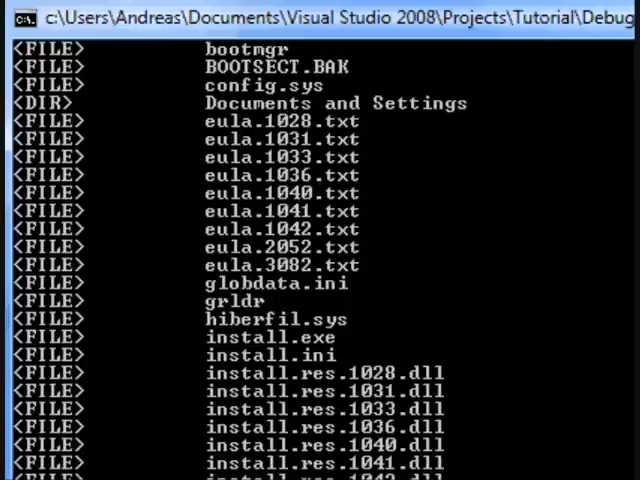 c:\Users\Andreas\Documents\Visual Studio 2008\Projects\Tutorial\Debug
<FILE> bootmgr
<FILE> BOOTSECT.BAK
<FILE> config.sys
<DIR> Documents and Settings
<FILE> eula.1028.txt
<FILE> eula.1031.txt
<FILE> eula.1033.txt
<FILE> eula.1036.txt
<FILE> eula.1040.txt
<FILE> eula.1041.txt
<FILE> eula.1042.txt
<FILE> eula.2052.txt
<FILE> eula.3082.txt
<FILE> globdata.ini
<FILE> grldr
<FILE> hiberfil.sys
<FILE> install.exe
<FILE> install.ini
<FILE> install.res.1028.dll
<FILE> install.res.1031.dll
<FILE> install.res.1033.dll
<FILE> install.res.1036.dll
<FILE> install.res.1040.dll
<FILE> install.res.1041.dll